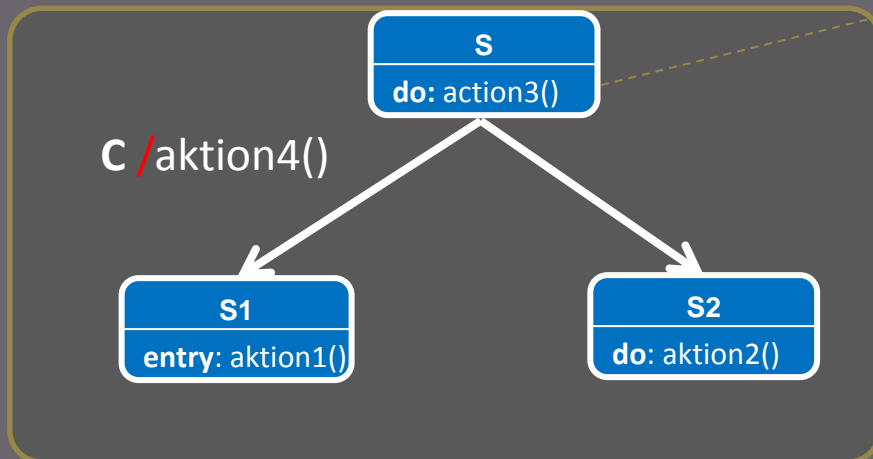 S
do: action3()
C /aktion4()
S1
entry: aktion1()
S2
do: aktion2()